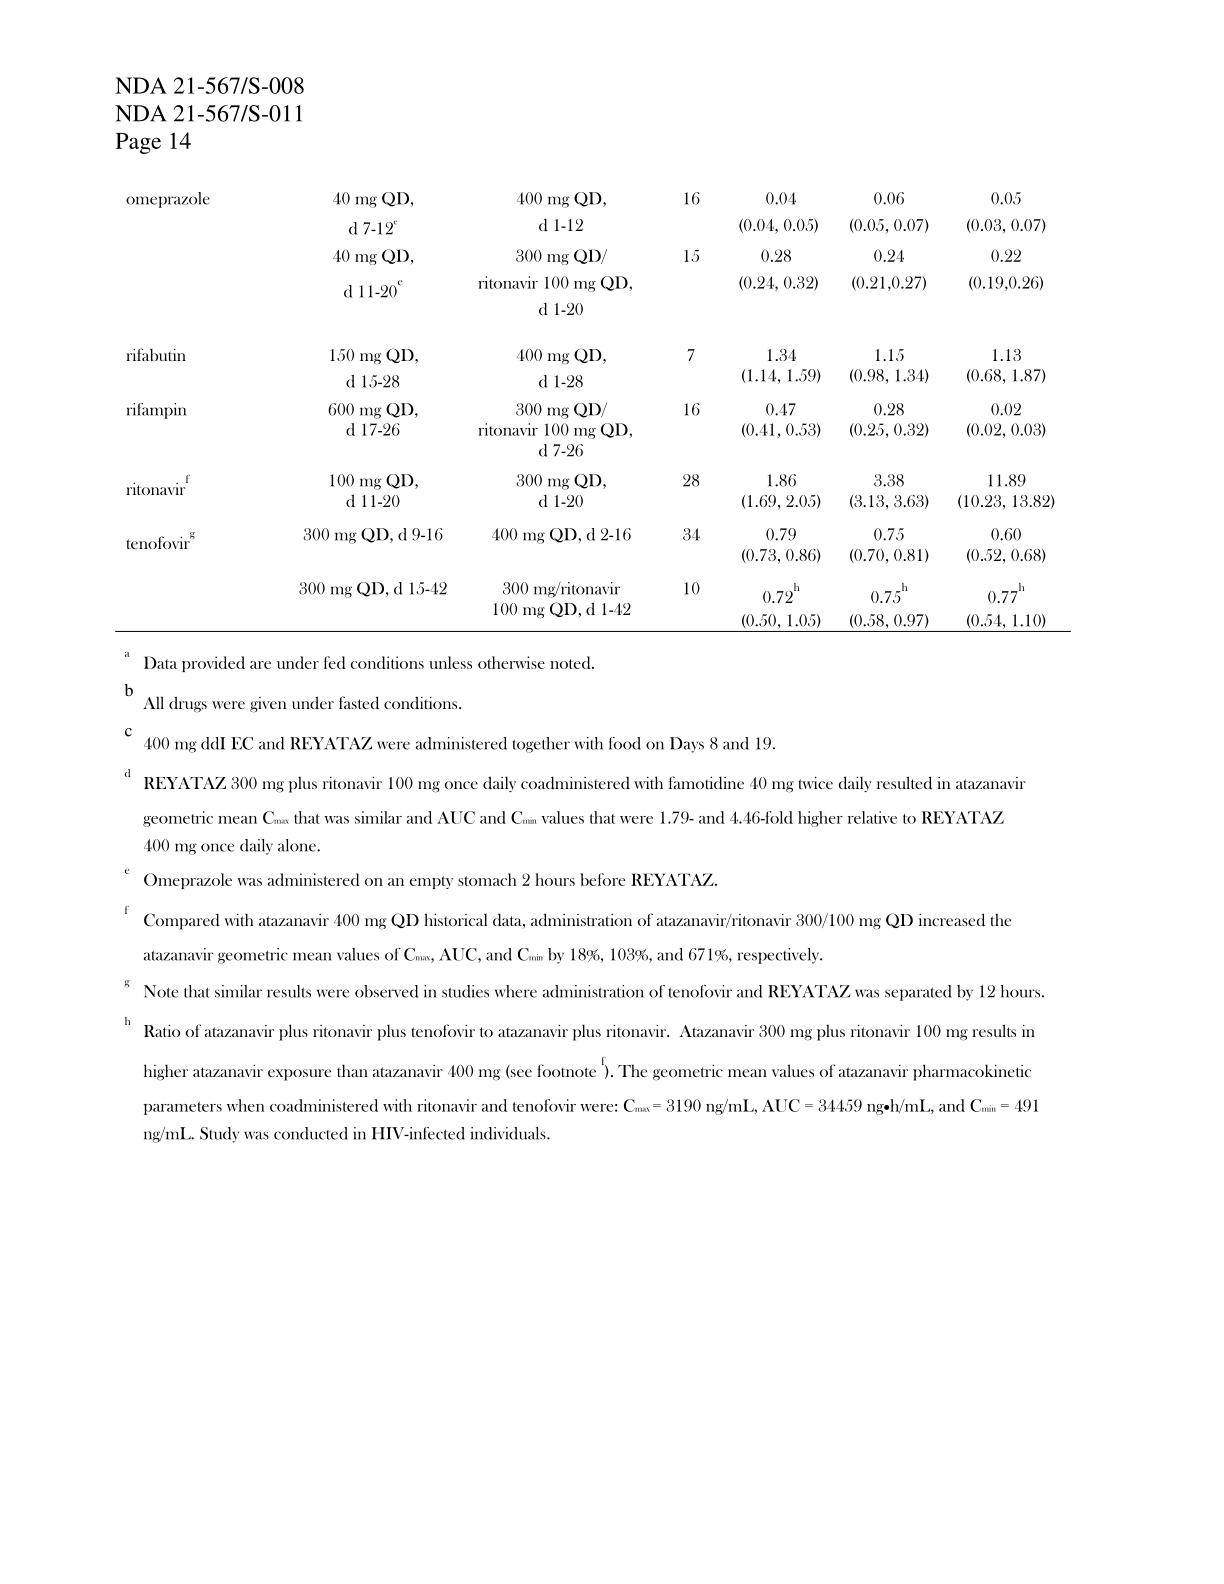 NDA 21-567/S-008
NDA 21-567/S-011
Page 14
omeprazole 40 mg QD, 400 mg QD, 16 0.04 0.06 0.05
d 7-12e d 1-12 (0.04, 0.05) (0.05, 0.07) (0.03, 0.07)
40 mg QD, 300 mg QD/ 15 0.28 0.24 0.22
d 11-20e ritonavir 100 mg QD, (0.24, 0.32) (0.21,0.27) (0.19,0.26)
d 1-20
rifabutin 150 mg QD, 400 mg QD, 7 1.34 1.15 1.13
d 15-28 d 1-28 (1.14, 1.59) (0.98, 1.34) (0.68, 1.87)
rifampin 600 mg QD, 300 mg QD/ 16 0.47 0.28 0.02
d 17-26 ritonavir 100 mg QD, (0.41, 0.53) (0.25, 0.32) (0.02, 0.03)
d 7-26
ritonavirf 100 mg QD, 300 mg QD, 28 1.86 3.38 11.89
d 11-20 d 1-20 (1.69, 2.05) (3.13, 3.63) (10.23, 13.82)
tenofovirg 300 mg QD, d 9-16 400 mg QD, d 2-16 34 0.79 0.75 0.60
(0.73, 0.86) (0.70, 0.81) (0.52, 0.68)
300 mg QD, d 15-42 300 mg/ritonavir 10 0.72h 0.75h 0.77h
100 mg QD, d 1-42 (0.50, 1.05) (0.58, 0.97) (0.54, 1.10)
a Data provided are under fed conditions unless otherwise noted.
b All drugs were given under fasted conditions.
c 400 mg ddI EC and REYATAZ were administered together with food on Days 8 and 19.
d REYATAZ 300 mg plus ritonavir 100 mg once daily coadministered with famotidine 40 mg twice daily resulted in atazanavir
geometric mean Cmax that was similar and AUC and Cmin values that were 1.79- and 4.46-fold higher relative to REYATAZ
400 mg once daily alone.
e Omeprazole was administered on an empty stomach 2 hours before REYATAZ.
f Compared with atazanavir 400 mg QD historical data, administration of atazanavir/ritonavir 300/100 mg QD increased the
atazanavir geometric mean values of Cmax, AUC, and Cmin by 18%, 103%, and 671%, respectively.
g Note that similar results were observed in studies where administration of tenofovir and REYATAZ was separated by 12 hours.
h Ratio of atazanavir plus ritonavir plus tenofovir to atazanavir plus ritonavir. Atazanavir 300 mg plus ritonavir 100 mg results in
higher atazanavir exposure than atazanavir 400 mg (see footnote f). The geometric mean values of atazanavir pharmacokinetic
parameters when coadministered with ritonavir and tenofovir were: Cmax = 3190 ng/mL, AUC = 34459 ng•h/mL, and Cmin = 491
ng/mL. Study was conducted in HIV-infected individuals.